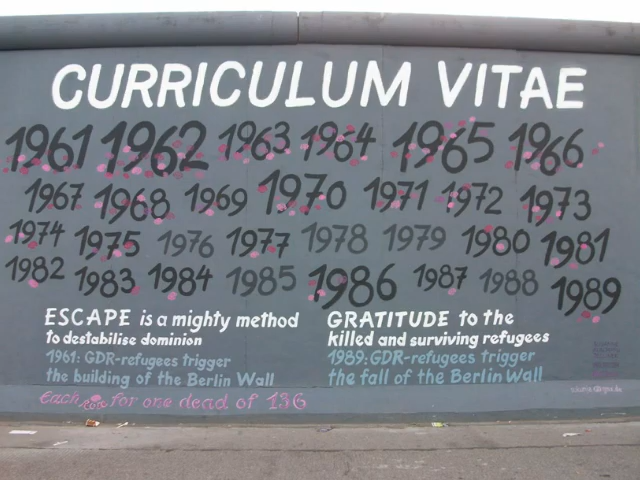 CURRICULUM VITAE
1961 1962 1963 1964 1965 1966
1967 1968 1969 1970 1971 1972 1973
1974 1975 1976 1977 1978 1979 1980 1981
1982 1983 1984 1985 1986 1987 1988 1989
ESCAPE is a mighty method
to destabilise dominion
1961: GDR-refugees trigger
the building of the Berlin Wall
GRATITUDE to the
killed and surviving refugees
1989: GDR-refugees trigger
the fall of the Berlin Wall
each rose for one dead of 136